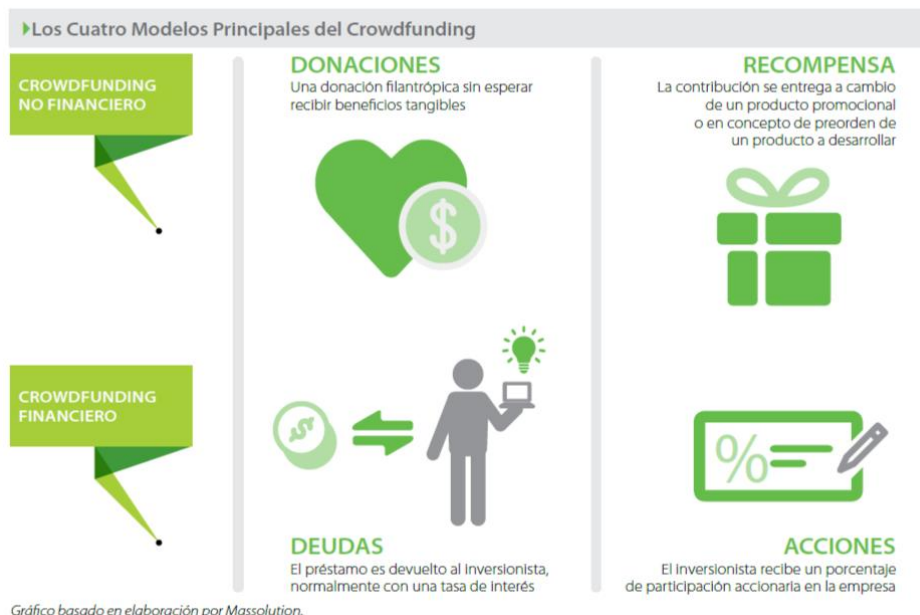 Los Cuatro Modelos Principales del Crowdfunding
CROWDFUNDING
NO FINANCIERO
DONACIONES
Una donación filantrópica sin esperar
recibir beneficios tangibles
$
RECOMPENSA
La contribución se entrega a cambio
de un producto promocional
o en concepto de preorden de
un producto a desarrollar
CROWDFUNDING
FINANCIERO
$
DEUDAS
El préstamo es devuelto al inversionista,
normalmente con una tasa de interés
%
ACCIONES
El inversionista recibe un porcentaje
de participación accionaria en la empresa
Gráfico basado en elaboración por Massolution.